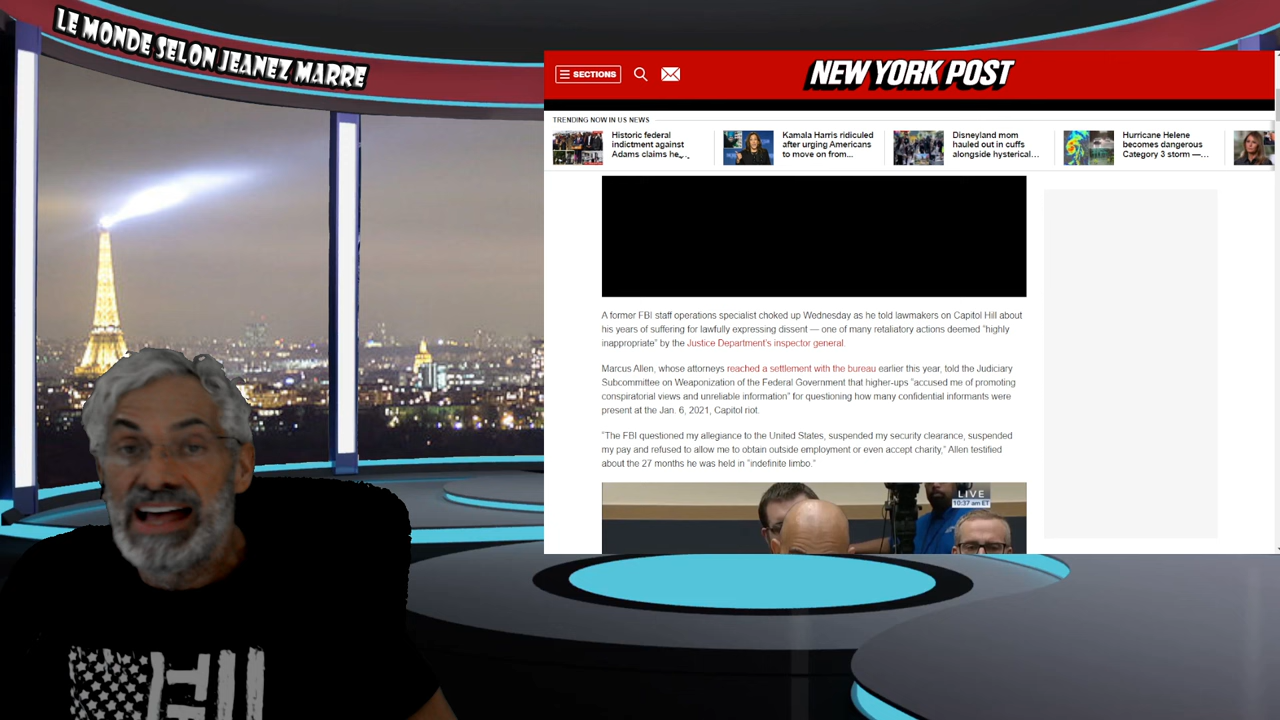 LE MONDE SELON JEANEZ MARRE
SECTIONS
NEW YORK POST
TRENDING NOW IN US NEWS
Historic federal
indictment against
Adams claims he...
Kamala Harris ridiculed
after urging Americans
to move on from...
Disneyland mom
hauled out in cuffs
alongside hysterical...
Hurricane Helene
becomes dangerous
Category 3 storm —...
A former FBI staff operations specialist choked up Wednesday as he told lawmakers on Capitol Hill about
his years of suffering for lawfully expressing dissent — one of many retaliatory actions deemed “highly
inappropriate” by the Justice Department’s inspector general.
Marcus Allen, whose attorneys reached a settlement with the bureau earlier this year, told the Judiciary
Subcommittee on Weaponization of the Federal Government that higher-ups “accused me of promoting
conspiratorial views and unreliable information” for questioning how many confidential informants were
present at the Jan. 6, 2021, Capitol riot.
“The FBI questioned my allegiance to the United States, suspended my security clearance, suspended
my pay and refused to allow me to obtain outside employment or even accept charity,” Allen testified
about the 27 months he was held in “indefinite limbo.”
LIVE
10:37 am ET